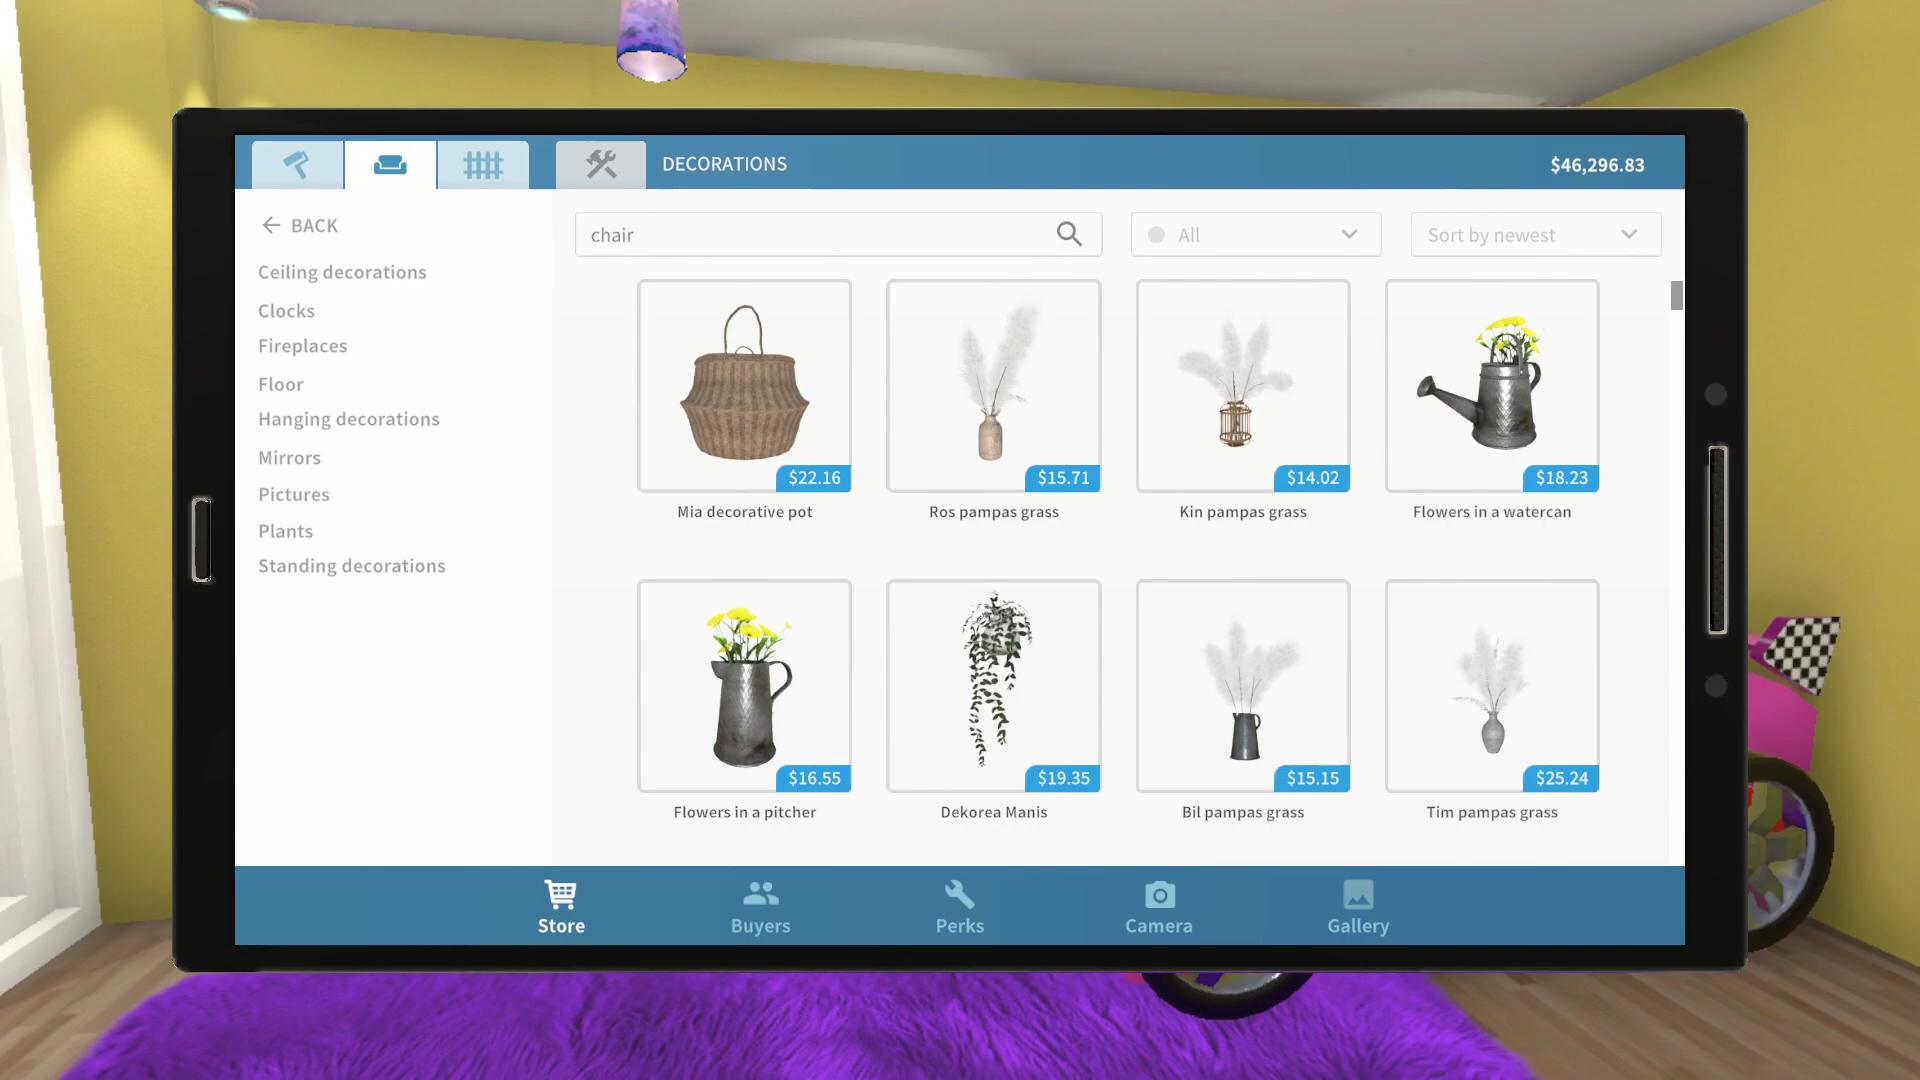 DECORATIONS
$46,296.83
BACK
chair
All
Sort by newest
Ceiling decorations
Clocks
Fireplaces
Floor
Hanging decorations
Mirrors
Pictures
Plants
Standing decorations
$22.16
$15.71
$14.02
$18.23
Mia decorative pot
Ros pampas grass
Kin pampas grass
Flowers in a watercan
$16.55
$19.35
$15.15
$25.24
Flowers in a pitcher
Dekorea Manis
Bil pampas grass
Tim pampas grass
Store
Buyers
Perks
Camera
Gallery